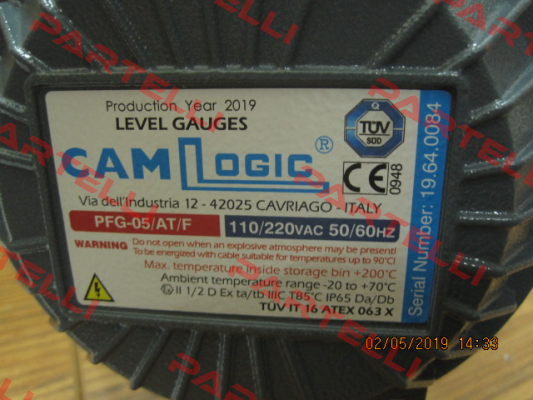 PARTELLI
PARTELLI
Production Year 2019
LEVEL GAUGES
CAMLOGIC®
Q
TÜV
SÜD
CE 0948
Via dell'Industria 12 - 42025 CAVRIAGO - ITALY
PFG-05/AT/F 110/220VAC 50/60HZ
WARNING Do not open when an explosive atmosphere may be present!
To be energized with cable suitable for temperatures up to 90°C!
Max. temperature inside storage bin +200°C
Ambient temperature range -20 to +70°C
II 1/2 D Ex ta/tb IIIC T85°C IP65 Da/Db
TÜV IT 16 ATEX 063 X
Serial Number: 19.64.0084
02/05/2019 14:39
PARTELLI
PARTELLI